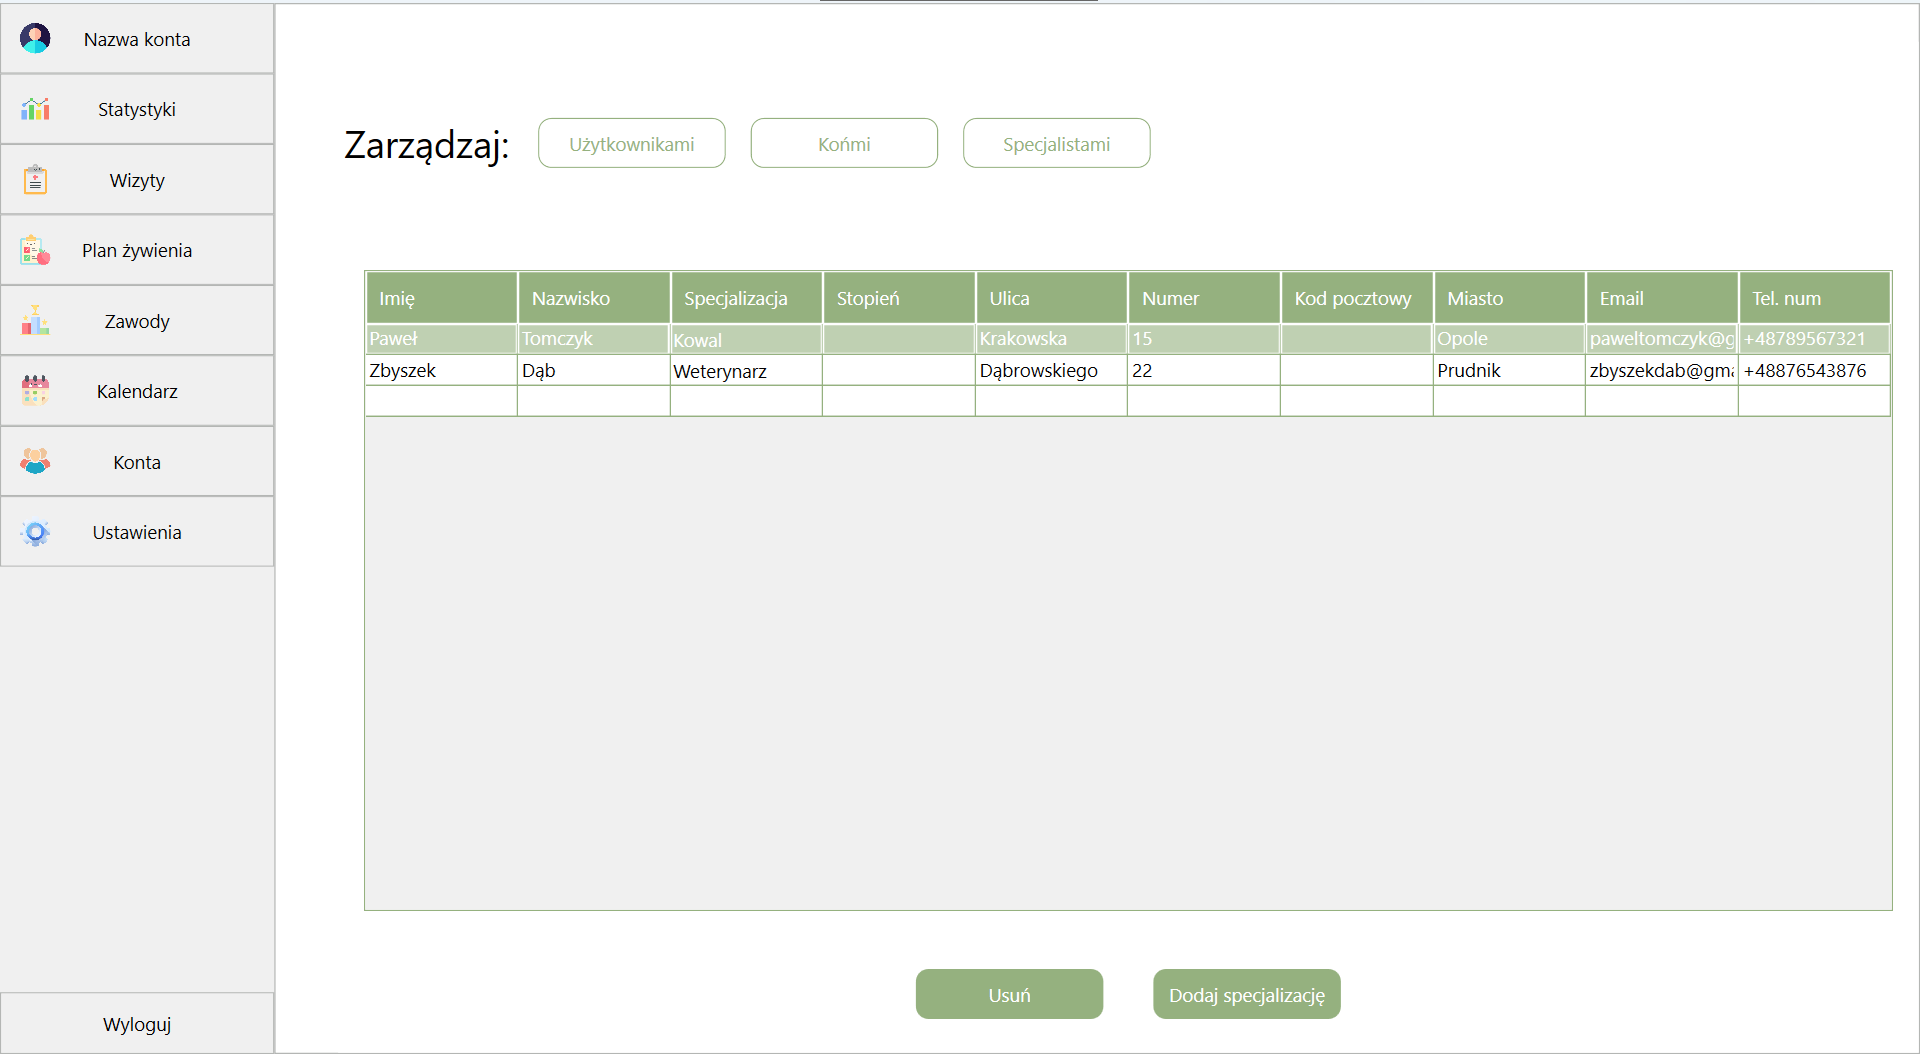 Nazwa konta
Statystyki
Wizyty
Plan żywienia
Zawody
Kalendarz
Konta
Ustawienia
Wyloguj
Zarządzaj: Użytkownikami Końmi Specjalistami
Imię Nazwisko Specjalizacja Stopień Ulica Numer Kod pocztowy Miasto Email Tel. num
Paweł Tomczyk Kowal Krakowska 15 Opole paweltomczyk@g +48789567321
Zbyszek Dąb Weterynarz Dąbrowskiego 22 Prudnik zbyszekdab@gma +48876543876
Usuń Dodaj specjalizację